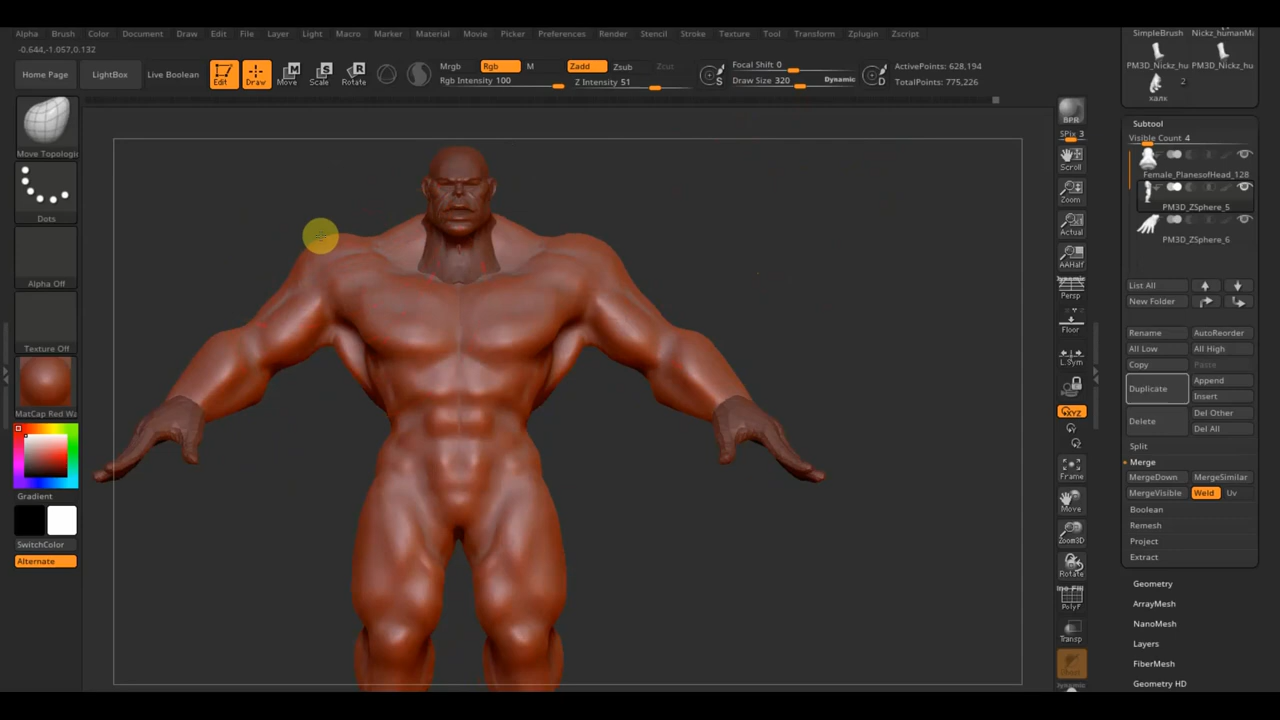 Alpha Brush Color Document Draw Edit File Layer Light Macro Marker Material Movie Picker Preferences Render Stencil Stroke Texture Tool Transform Zplugin Zscript
-0.644,-1.057,0.132
Home Page
LightBox
Live Boolean
Edit
Draw
Move
Scale
Rotate
Mrgb Rgb M
Rgb Intensity 100
Zadd Zsub Zcut
Z Intensity 51
S
Focal Shift 0
Draw Size 320 Dynamic
D
ActivePoints: 628,194
TotalPoints: 775,226
Move Topologic
Dots
Alpha Off
Texture Off
MatCap Red Wa
Gradient
SwitchColor
Alternate
BPR
SPix 3
Scroll
Zoom
Actual
AAHalf
Dynamic
Persp
Floor
L.Sym
XYZ
Y
Z
Frame
Move
Zoom3D
Rotate
PolyF
Transp
Dynamic
SimpleBrush Nickz_humanMa
PM3D_Nickz_hu PM3D_Nickz_hu
2
калк
Subtool
Visible Count 4
Female_PlanesofHead_128
PM3D_ZSphere_5
PM3D_ZSphere_6
List All
New Folder
Rename AutoReorder
All Low All High
Copy Paste
Duplicate Append
Insert
Delete Del Other
Del All
Split
Merge
MergeDown MergeSimilar
MergeVisible Weld Uv
Boolean
Remesh
Project
Extract
Geometry
ArrayMesh
NanoMesh
Layers
FiberMesh
Geometry HD